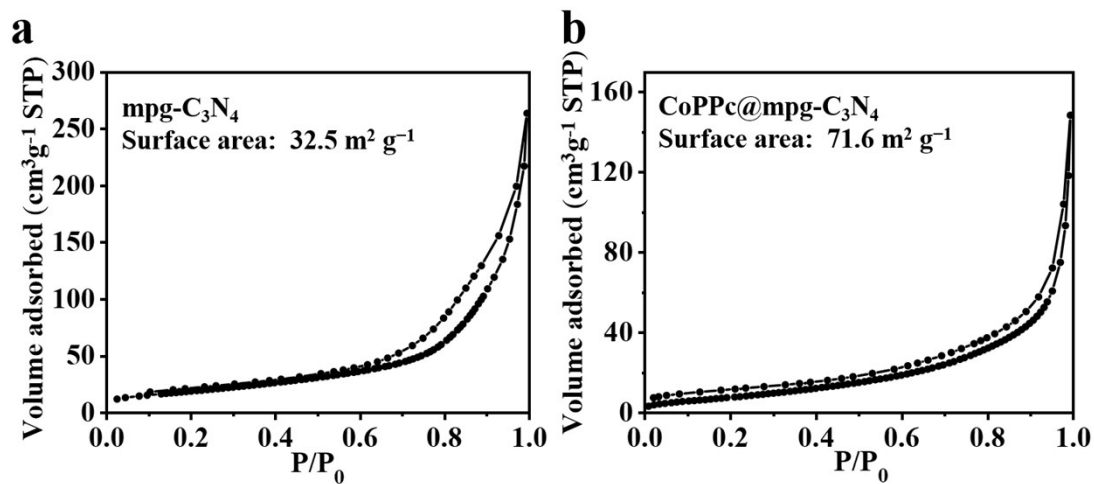 a
mpg-C₃N₄
Surface area: 32.5 m² g⁻¹
Volume adsorbed (cm³g⁻¹ STP)
300
250
200
150
100
50
0
0.0 0.2 0.4 0.6 0.8 1.0
P/P₀
b
CoPPc@mpg-C₃N₄
Surface area: 71.6 m² g⁻¹
Volume adsorbed (cm³g⁻¹ STP)
160
120
80
40
0
0.0 0.2 0.4 0.6 0.8 1.0
P/P₀